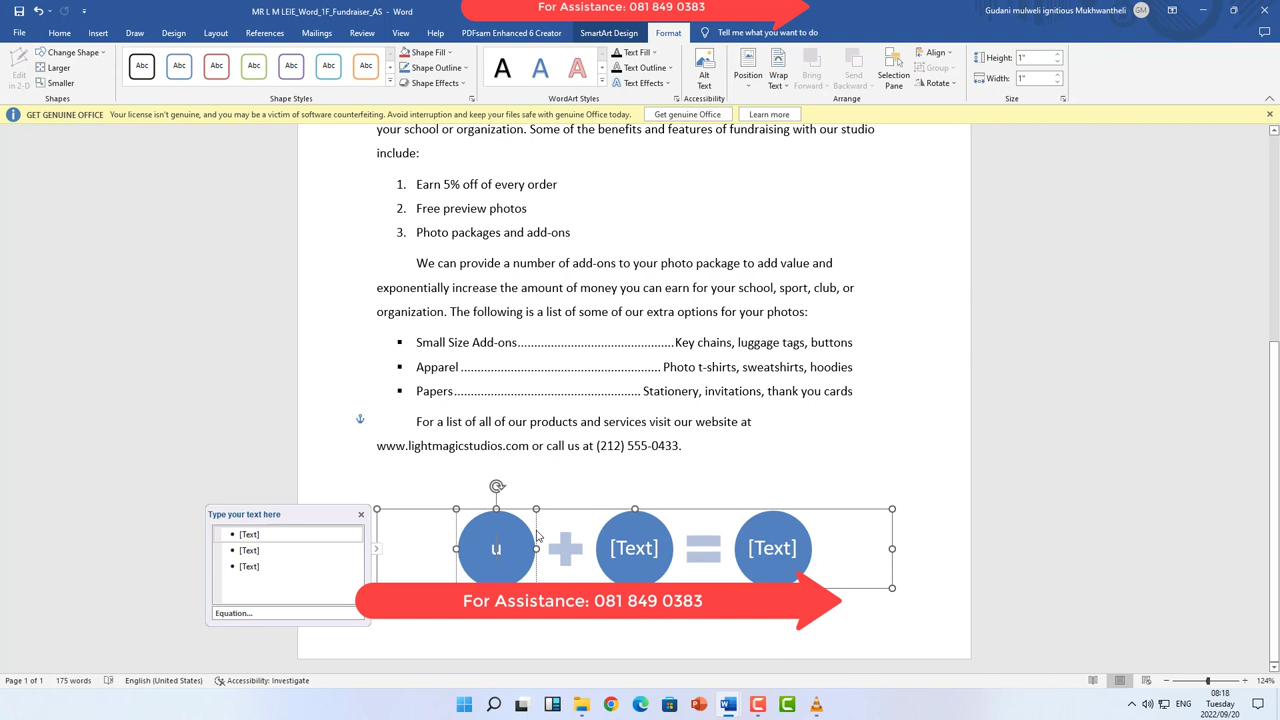 For Assistance: 081 849 0383
MR L M LEIE_Word_1F_Fundraiser_AS - Word
Gudani mulweli ignitious Mukhwantheli GM
File Home Insert Draw Design Layout References Mailings Review View Help PDFsam Enhanced 6 Creator SmartArt Design Format Tell me what you want to do
Edit in 2-D
Change Shape
Larger
Smaller
Shapes
Abc Abc Abc Abc Abc Abc Abc
Shape Fill
Shape Outline
Shape Effects
Shape Styles
A A A
Text Fill
Text Outline
Text Effects
WordArt Styles
Alt Text
Accessibility
Position
Wrap Text
Bring Forward
Send Backward
Selection Pane
Align
Group
Rotate
Arrange
Height: 1"
Width: 1"
Size
GET GENUINE OFFICE Your license isn't genuine, and you may be a victim of software counterfeiting. Avoid interruption and keep your files safe with genuine Office today. Get genuine Office Learn more
your school or organization. Some of the benefits and features of fundraising with our studio
include:
1. Earn 5% off of every order
2. Free preview photos
3. Photo packages and add-ons
We can provide a number of add-ons to your photo package to add value and
exponentially increase the amount of money you can earn for your school, sport, club, or
organization. The following is a list of some of our extra options for your photos:
▪ Small Size Add-ons...............................................Key chains, luggage tags, buttons
▪ Apparel ............................................................ Photo t-shirts, sweatshirts, hoodies
▪ Papers........................................................ Stationery, invitations, thank you cards
For a list of all of our products and services visit our website at
www.lightmagicstudios.com or call us at (212) 555-0433.
Type your text here
• [Text]
• [Text]
• [Text]
Equation...
u + [Text] = [Text]
For Assistance: 081 849 0383
Page 1 of 1 175 words English (United States) Accessibility: Investigate 124%
ENG
08:18
Tuesday
2022/09/20